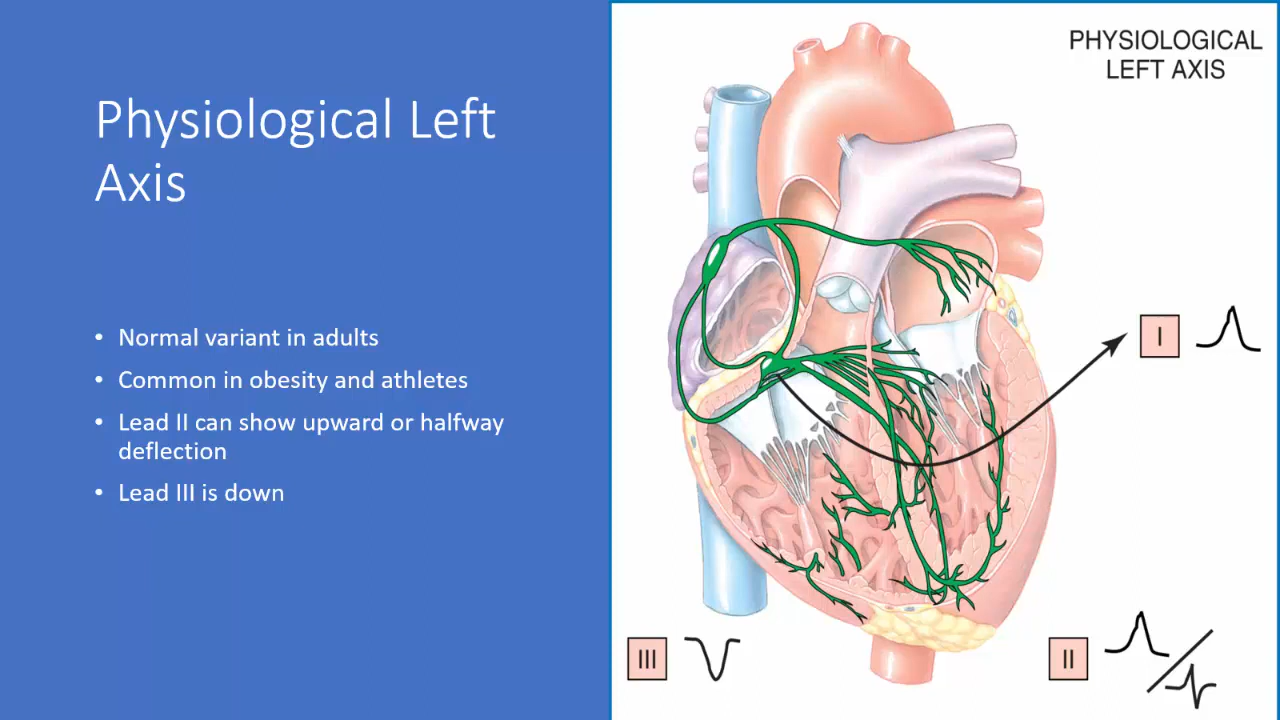 Physiological Left
Axis
• Normal variant in adults
• Common in obesity and athletes
• Lead II can show upward or halfway
deflection
• Lead III is down
PHYSIOLOGICAL
LEFT AXIS
I
III
II